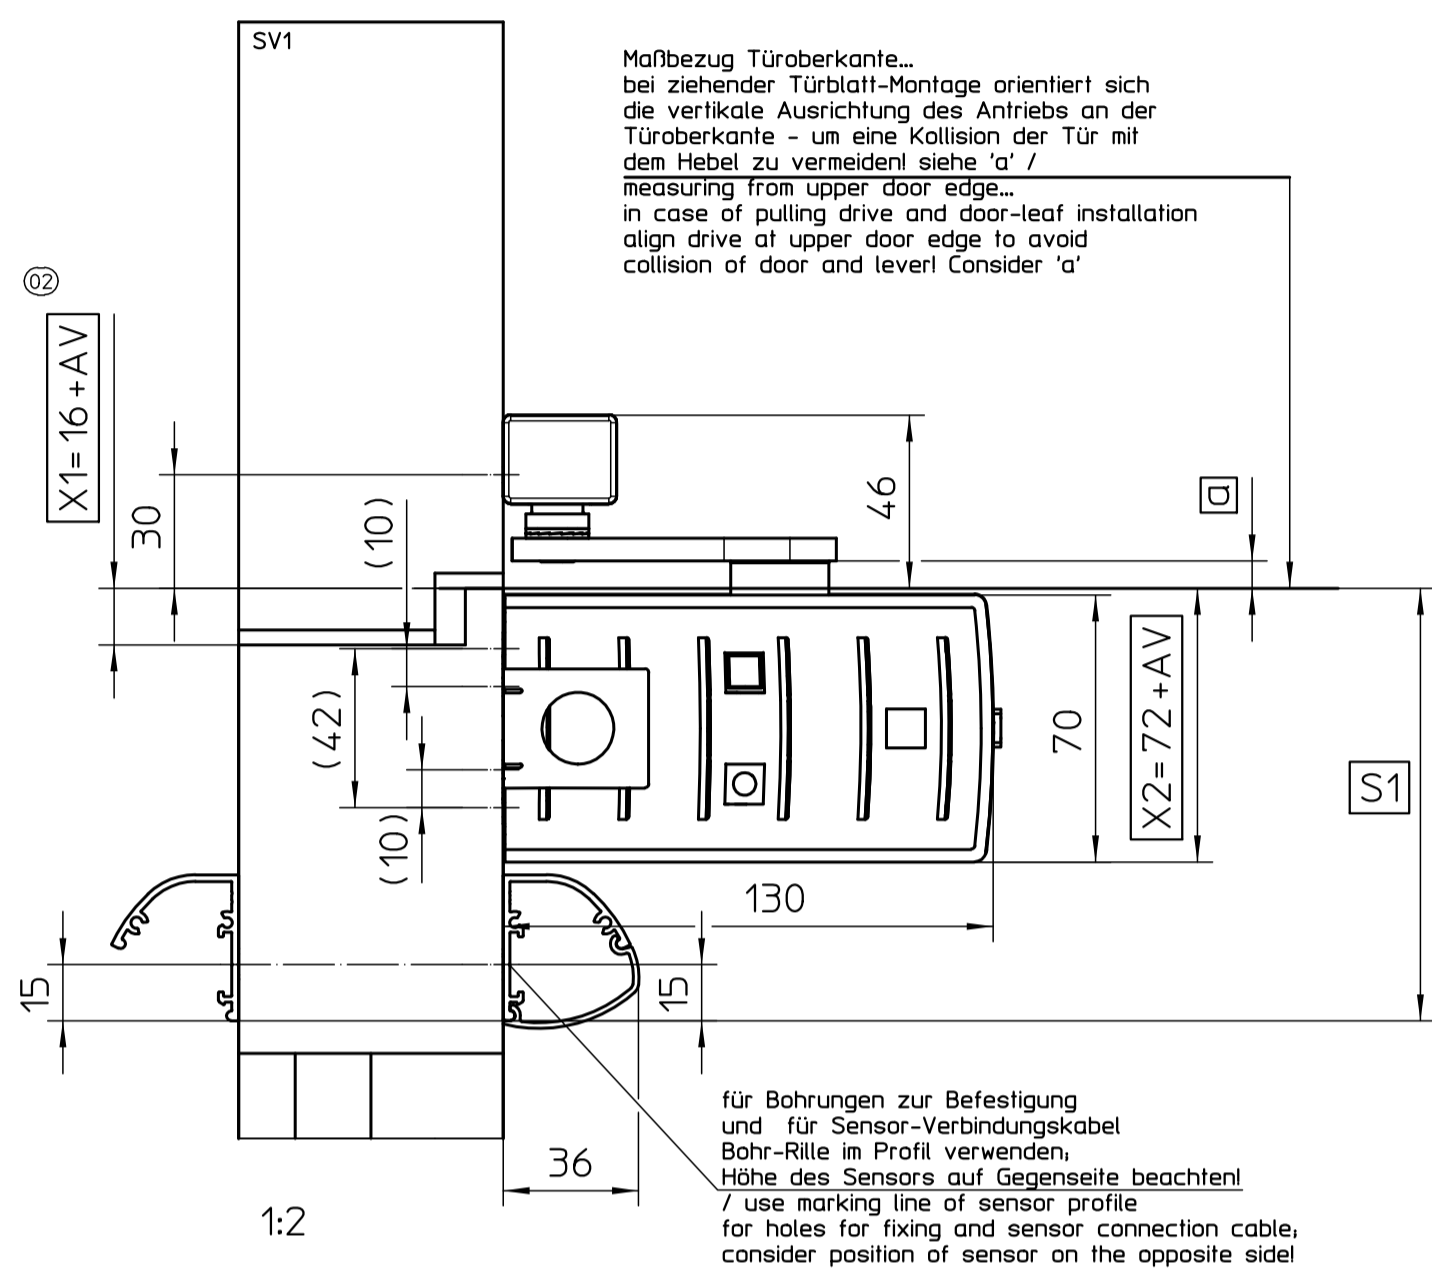 SV1
Maßbezug Türoberkante...
bei ziehender Türblatt-Montage orientiert sich
die vertikale Ausrichtung des Antriebs an der
Türoberkante - um eine Kollision der Tür mit
dem Hebel zu vermeiden! siehe 'a' /
measuring from upper door edge...
in case of pulling drive and door-leaf installation
align drive at upper door edge to avoid
collision of door and lever! Consider 'a'
02
X1= 16 +AV
30
(10)
46
a
(42)
(10)
70
X2= 72 +AV
S1
130
15
15
36
für Bohrungen zur Befestigung
und für Sensor-Verbindungskabel
Bohr-Rille im Profil verwenden;
Höhe des Sensors auf Gegenseite beachten!
/ use marking line of sensor profile
for holes for fixing and sensor connection cable;
consider position of sensor on the opposite side!
1:2